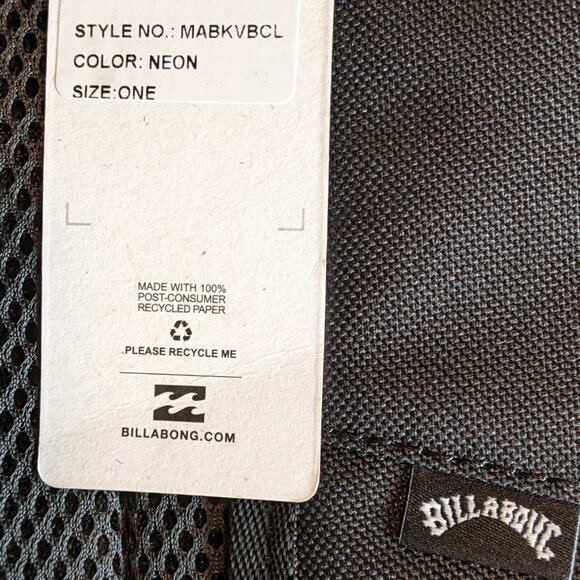 STYLE NO.: MABKVBCL
COLOR: NEON
SIZE:ONE
MADE WITH 100%
POST-CONSUMER
RECYCLED PAPER
PLEASE RECYCLE ME
BILLABONG.COM
BILLABONG